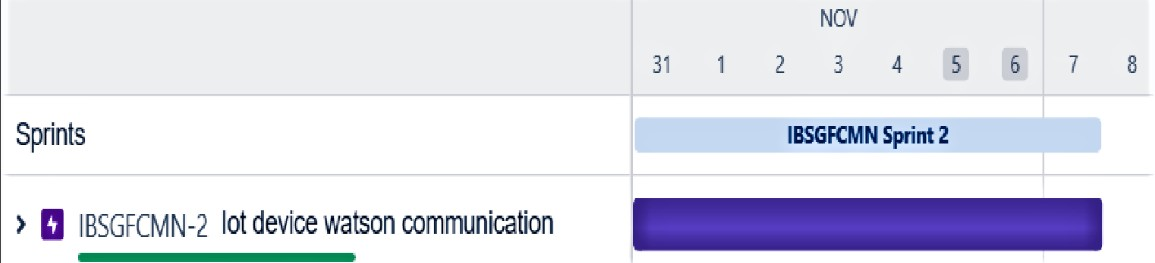 NOV
31 1 2 3 4 5 6 7 8
Sprints IBSGFCMN Sprint 2
IBSGFCMN-2 Iot device watson communication